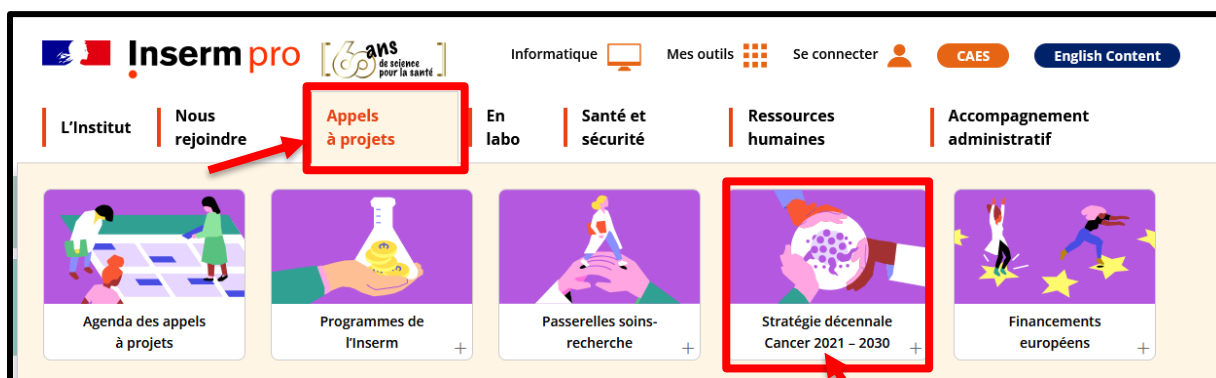 Inserm pro
60 ans
de science
pour la santé
Informatique
Mes outils
Se connecter
CAES
English Content
L’Institut
Nous
rejoindre
Appels
à projets
En
labo
Santé et
sécurité
Ressources
humaines
Accompagnement
administratif
Agenda des appels
à projets
Programmes de
l’Inserm
Passerelles soins-
recherche
Stratégie décennale
Cancer 2021 – 2030
Financements
européens